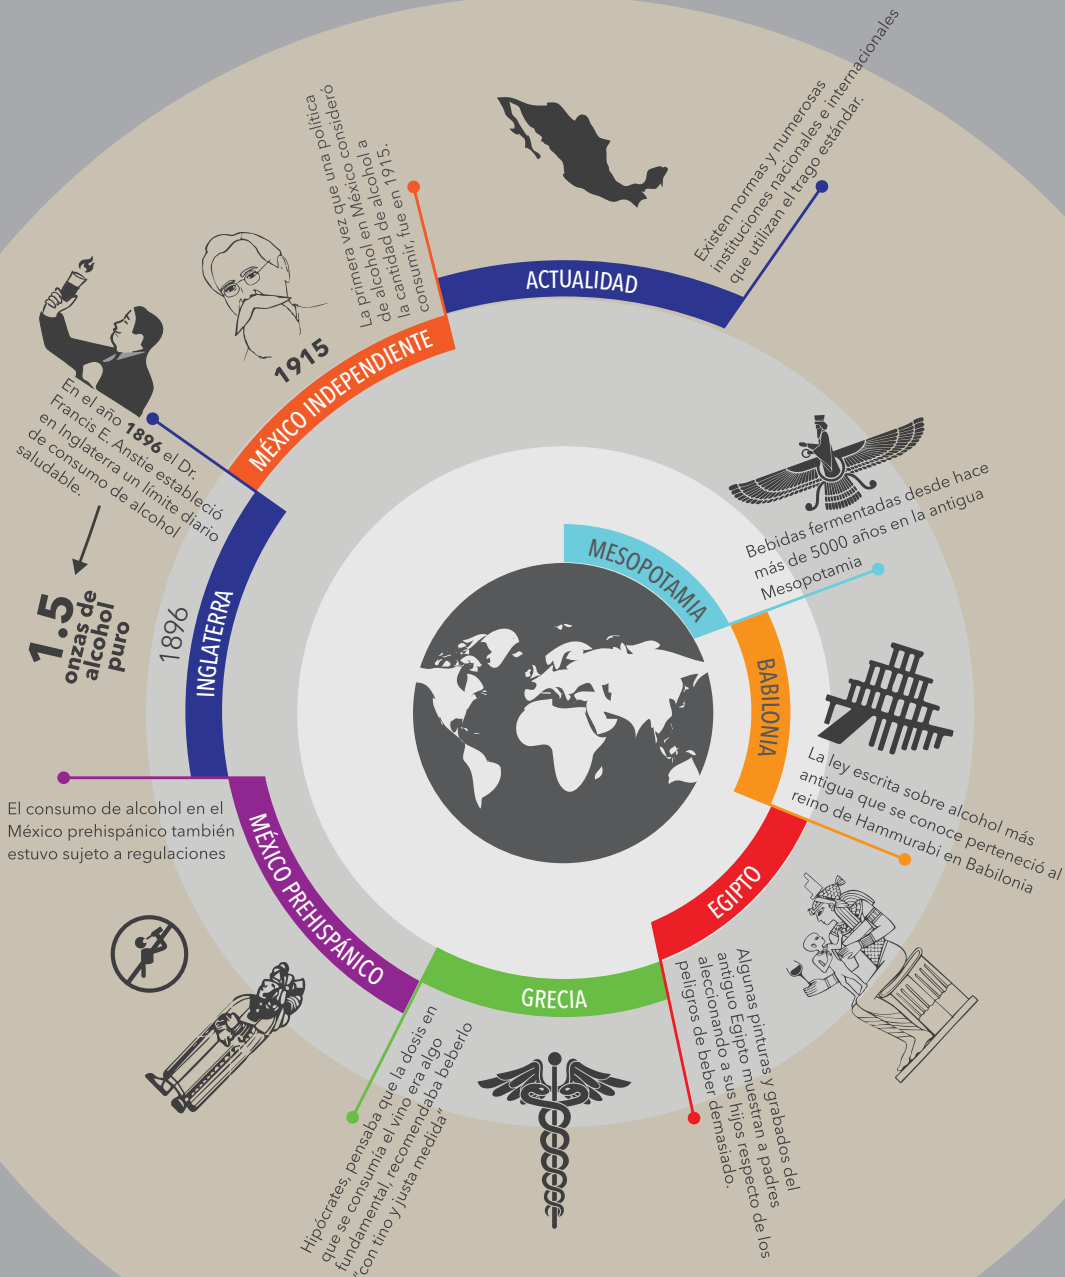 MESOPOTAMIA
Bebidas fermentadas desde hace
más de 5000 años en la antigua
Mesopotamia
BABILONIA
La ley escrita sobre alcohol más
antigua que se conoce perteneció al
reino de Hammurabi en Babilonia
EGIPTO
Algunas pinturas y grabados del
antiguo Egipto muestran a padres
aleccionando a sus hijos respecto de los
peligros de beber demasiado.
GRECIA
Hipócrates, pensaba que la dosis en
que se consumía el vino era algo
fundamental, recomendaba beberlo
“con tino y justa medida”
MÉXICO PREHISPÁNICO
El consumo de alcohol en el
México prehispánico también
estuvo sujeto a regulaciones
INGLATERRA
1896
En el año 1896 el Dr.
Francis E. Anstie estableció
en Inglaterra un límite diario
de consumo de alcohol
saludable.
1.5
onzas de
alcohol
puro
MÉXICO INDEPENDIENTE
1915
La primera vez que una política
de alcohol en México consideró
la cantidad de alcohol a
consumir, fue en 1915.
ACTUALIDAD
Existen normas y numerosas
instituciones nacionales e internacionales
que utilizan el trago estándar.